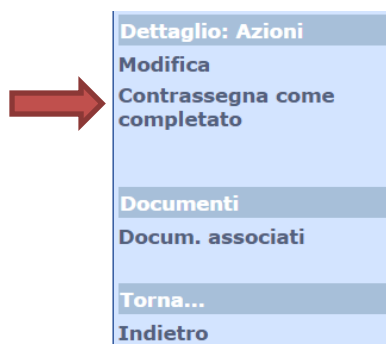 Dettaglio: Azioni
Modifica
Contrassegna come
completato
Documenti
Docum. associati
Torna...
Indietro